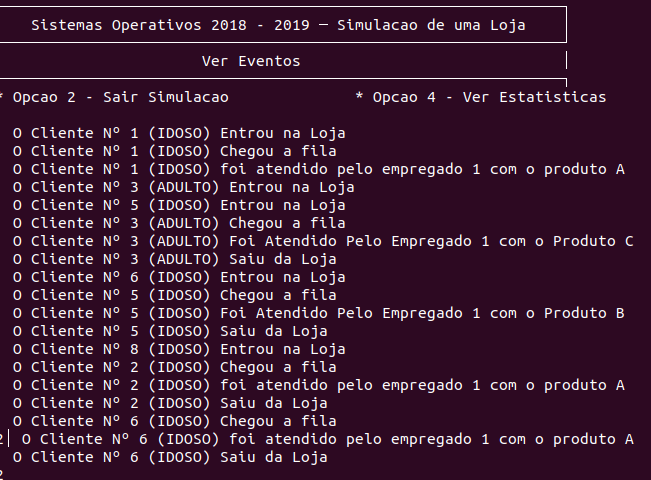 Sistemas Operativos 2018 - 2019 — Simulacao de uma Loja
Ver Eventos
* Opcao 2 - Sair Simulacao * Opcao 4 - Ver Estatisticas
O Cliente Nº 1 (IDOSO) Entrou na Loja
O Cliente Nº 1 (IDOSO) Chegou a fila
O Cliente Nº 1 (IDOSO) foi atendido pelo empregado 1 com o produto A
O Cliente Nº 3 (ADULTO) Entrou na Loja
O Cliente Nº 5 (IDOSO) Entrou na Loja
O Cliente Nº 3 (ADULTO) Chegou a fila
O Cliente Nº 3 (ADULTO) Foi Atendido Pelo Empregado 1 com o Produto C
O Cliente Nº 3 (ADULTO) Saiu da Loja
O Cliente Nº 6 (IDOSO) Entrou na Loja
O Cliente Nº 5 (IDOSO) Chegou a fila
O Cliente Nº 5 (IDOSO) Foi Atendido Pelo Empregado 1 com o Produto B
O Cliente Nº 5 (IDOSO) Saiu da Loja
O Cliente Nº 8 (IDOSO) Entrou na Loja
O Cliente Nº 2 (IDOSO) Chegou a fila
O Cliente Nº 2 (IDOSO) foi atendido pelo empregado 1 com o produto A
O Cliente Nº 2 (IDOSO) Saiu da Loja
O Cliente Nº 6 (IDOSO) Chegou a fila
2 O Cliente Nº 6 (IDOSO) foi atendido pelo empregado 1 com o produto A
O Cliente Nº 6 (IDOSO) Saiu da Loja
2